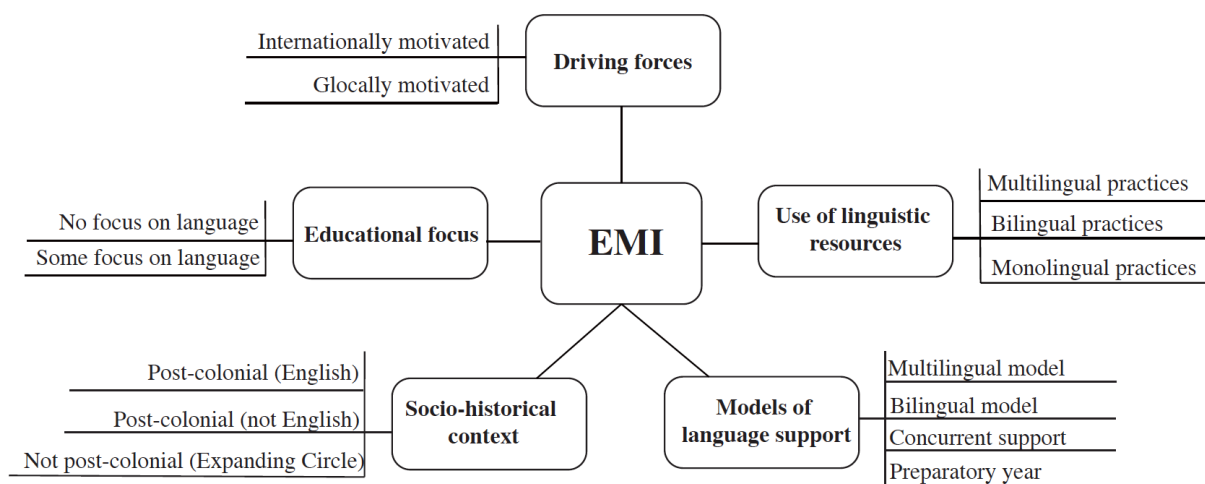 Internationally motivated
Glocally motivated
Driving forces
No focus on language
Some focus on language
Educational focus
EMI
Use of linguistic
resources
Multilingual practices
Bilingual practices
Monolingual practices
Post-colonial (English)
Post-colonial (not English)
Not post-colonial (Expanding Circle)
Socio-historical
context
Models of
language support
Multilingual model
Bilingual model
Concurrent support
Preparatory year